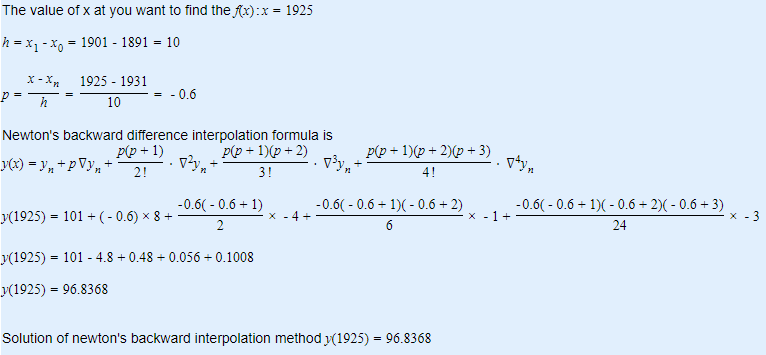 The value of x at you want to find the f(x) : x = 1925
h = x₁ - x₀ = 1901 - 1891 = 10
p = (x - xₙ)/h = (1925 - 1931)/10 = - 0.6
Newton's backward difference interpolation formula is
y(x) = yₙ + p∇yₙ + p(p + 1)/2! · ∇²yₙ + p(p + 1)(p + 2)/3! · ∇³yₙ + p(p + 1)(p + 2)(p + 3)/4! · ∇⁴yₙ
y(1925) = 101 + ( - 0.6) × 8 + -0.6( - 0.6 + 1)/2 × - 4 + -0.6( - 0.6 + 1)( - 0.6 + 2)/6 × - 1 + -0.6( - 0.6 + 1)( - 0.6 + 2)( - 0.6 + 3)/24 × - 3
y(1925) = 101 - 4.8 + 0.48 + 0.056 + 0.1008
y(1925) = 96.8368
Solution of newton's backward interpolation method y(1925) = 96.8368